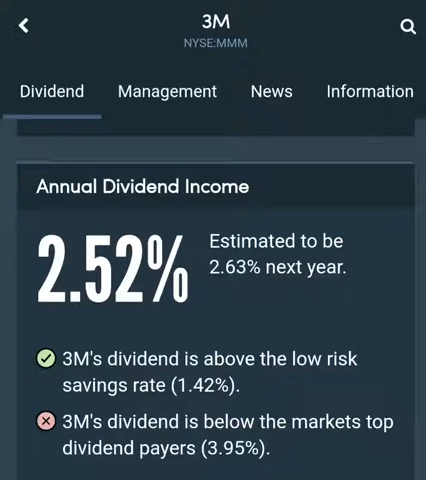 3M
NYSE:MMM
Dividend Management News Information
Annual Dividend Income
2.52%
Estimated to be
2.63% next year.
3M's dividend is above the low risk
savings rate (1.42%).
3M's dividend is below the markets top
dividend payers (3.95%).